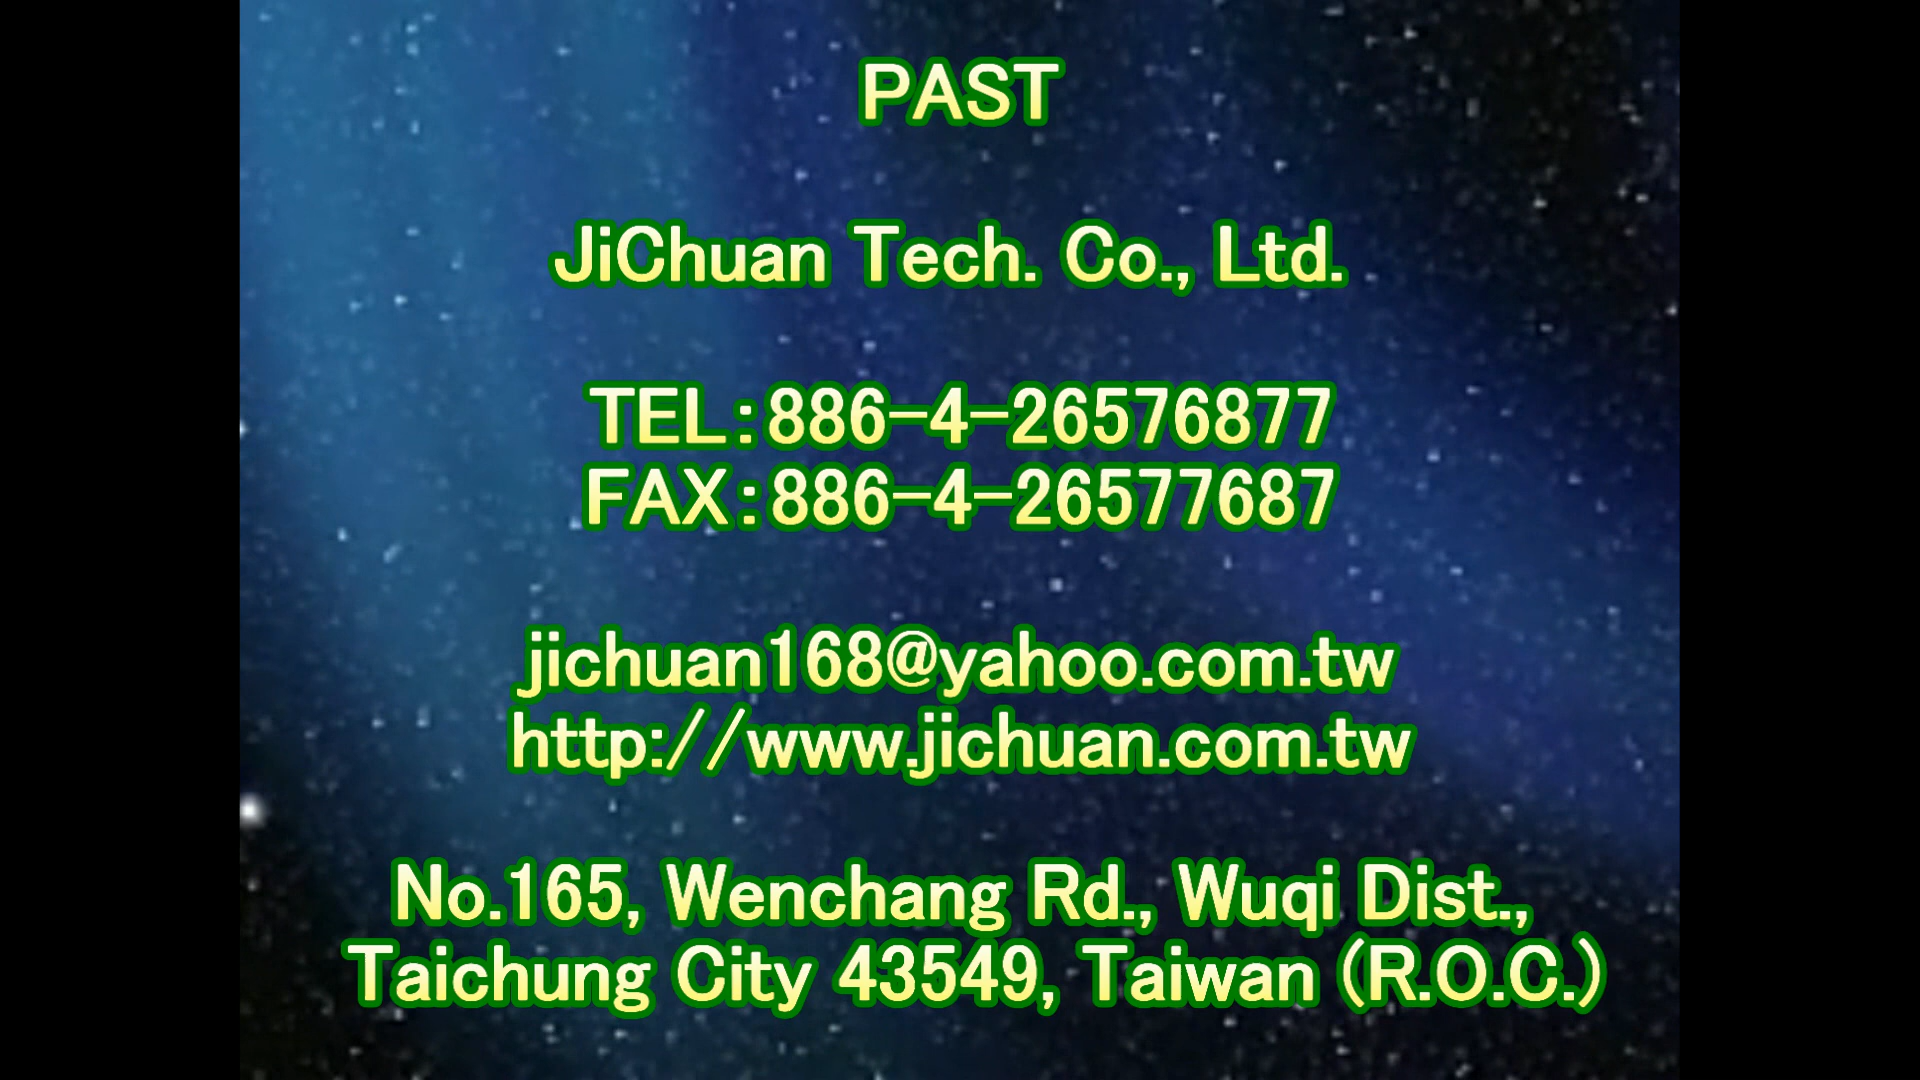 PAST
JiChuan Tech. Co., Ltd.
TEL:886-4-26576877
FAX:886-4-26577687
jichuan168@yahoo.com.tw
http://www.jichuan.com.tw
No.165, Wenchang Rd., Wuqi Dist.,
Taichung City 43549, Taiwan (R.O.C.)